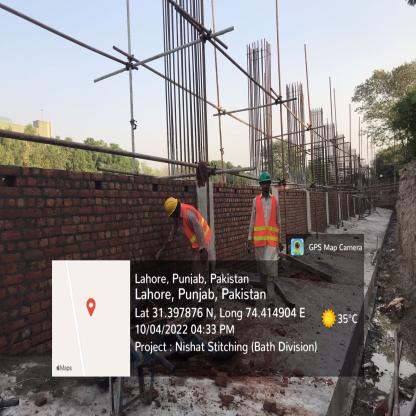 GPS Map Camera
Lahore, Punjab, Pakistan
Lahore, Punjab, Pakistan
Lat 31.397876 N, Long 74.414904 E
10/04/2022 04:33 PM
35°C
Project : Nishat Stitching (Bath Division)
Maps